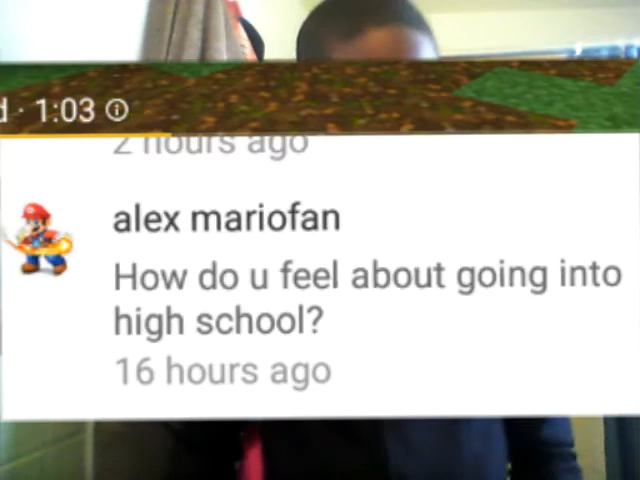 d · 1:03
2 hours ago
alex mariofan
How do u feel about going into
high school?
16 hours ago